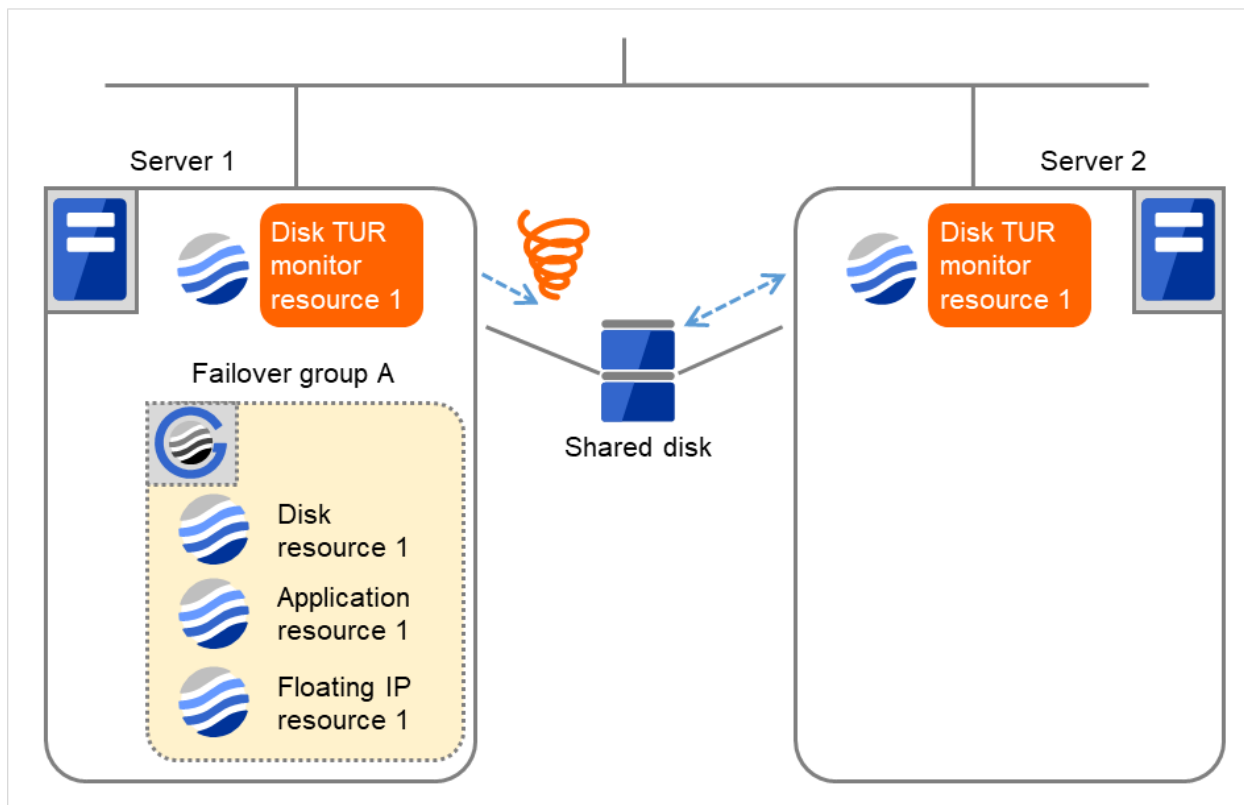 Server 1
Server 2
Disk TUR
monitor
resource 1
Disk TUR
monitor
resource 1
Failover group A
Shared disk
Disk
resource 1
Application
resource 1
Floating IP
resource 1